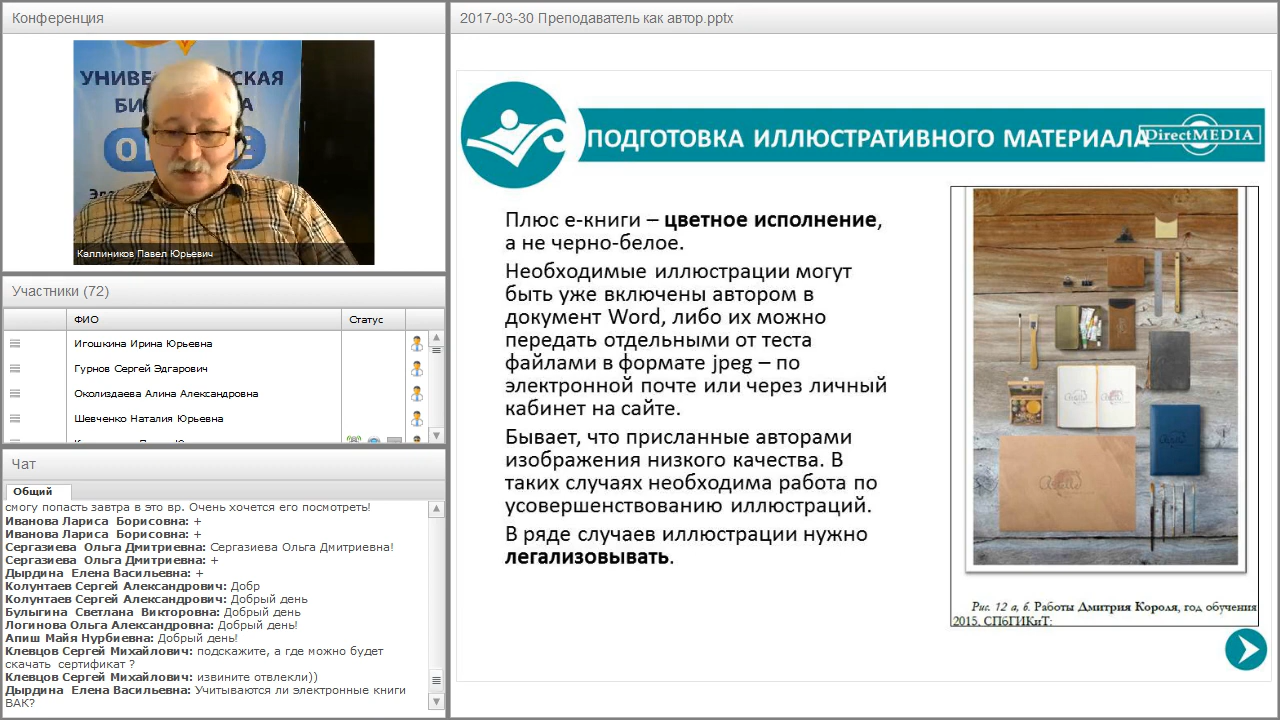 Конференция
УНИВЕ СКАЯ
БИ А
О Е
Эле
Каллиников Павел Юрьевич
Участники (72)
ФИО Статус
Игошкина Ирина Юрьевна
Гурнов Сергей Эдгарович
Околиздаева Алина Александровна
Шевченко Наталия Юрьевна
Чат
Общий
смогу попасть завтра в эти вр. Очень хочется его посмотреть!
Иванова Лариса Борисовна: +
Иванова Лариса Борисовна: +
Сергазиева Ольга Дмитриевна: Сергазиева Ольга Дмитриевна!
Сергазиева Ольга Дмитриевна: +
Дырдина Елена Васильевна: +
Колунтаев Сергей Александрович: Добр
Колунтаев Сергей Александрович: Добрый день
Булыгина Светлана Викторовна: Добрый день
Логинова Ольга Александровна: Добрый день!
Апиш Майя Нурбиевна: Добрый день!
Клевцов Сергей Михайлович: подскажите, а где можно будет
скачать сертификат ?
Клевцов Сергей Михайлович: извините отвлекли))
Дырдина Елена Васильевна: Учитываются ли электронные книги
ВАК?
2017-03-30 Преподаватель как автор.pptx
ПОДГОТОВКА ИЛЛЮСТРАТИВНОГО МАТЕРИАЛА
DirectMEDIA
Плюс е-книги – цветное исполнение,
а не черно-белое.
Необходимые иллюстрации могут
быть уже включены автором в
документ Word, либо их можно
передать отдельными от теста
файлами в формате jpeg – по
электронной почте или через личный
кабинет на сайте.
Бывает, что присланные авторами
изображения низкого качества. В
таких случаях необходима работа по
усовершенствованию иллюстраций.
В ряде случаев иллюстрации нужно
легализовывать.
Рис. 12 а, б. Работы Дмитрия Короля, год обучения
2015, СПбГИКиТ;